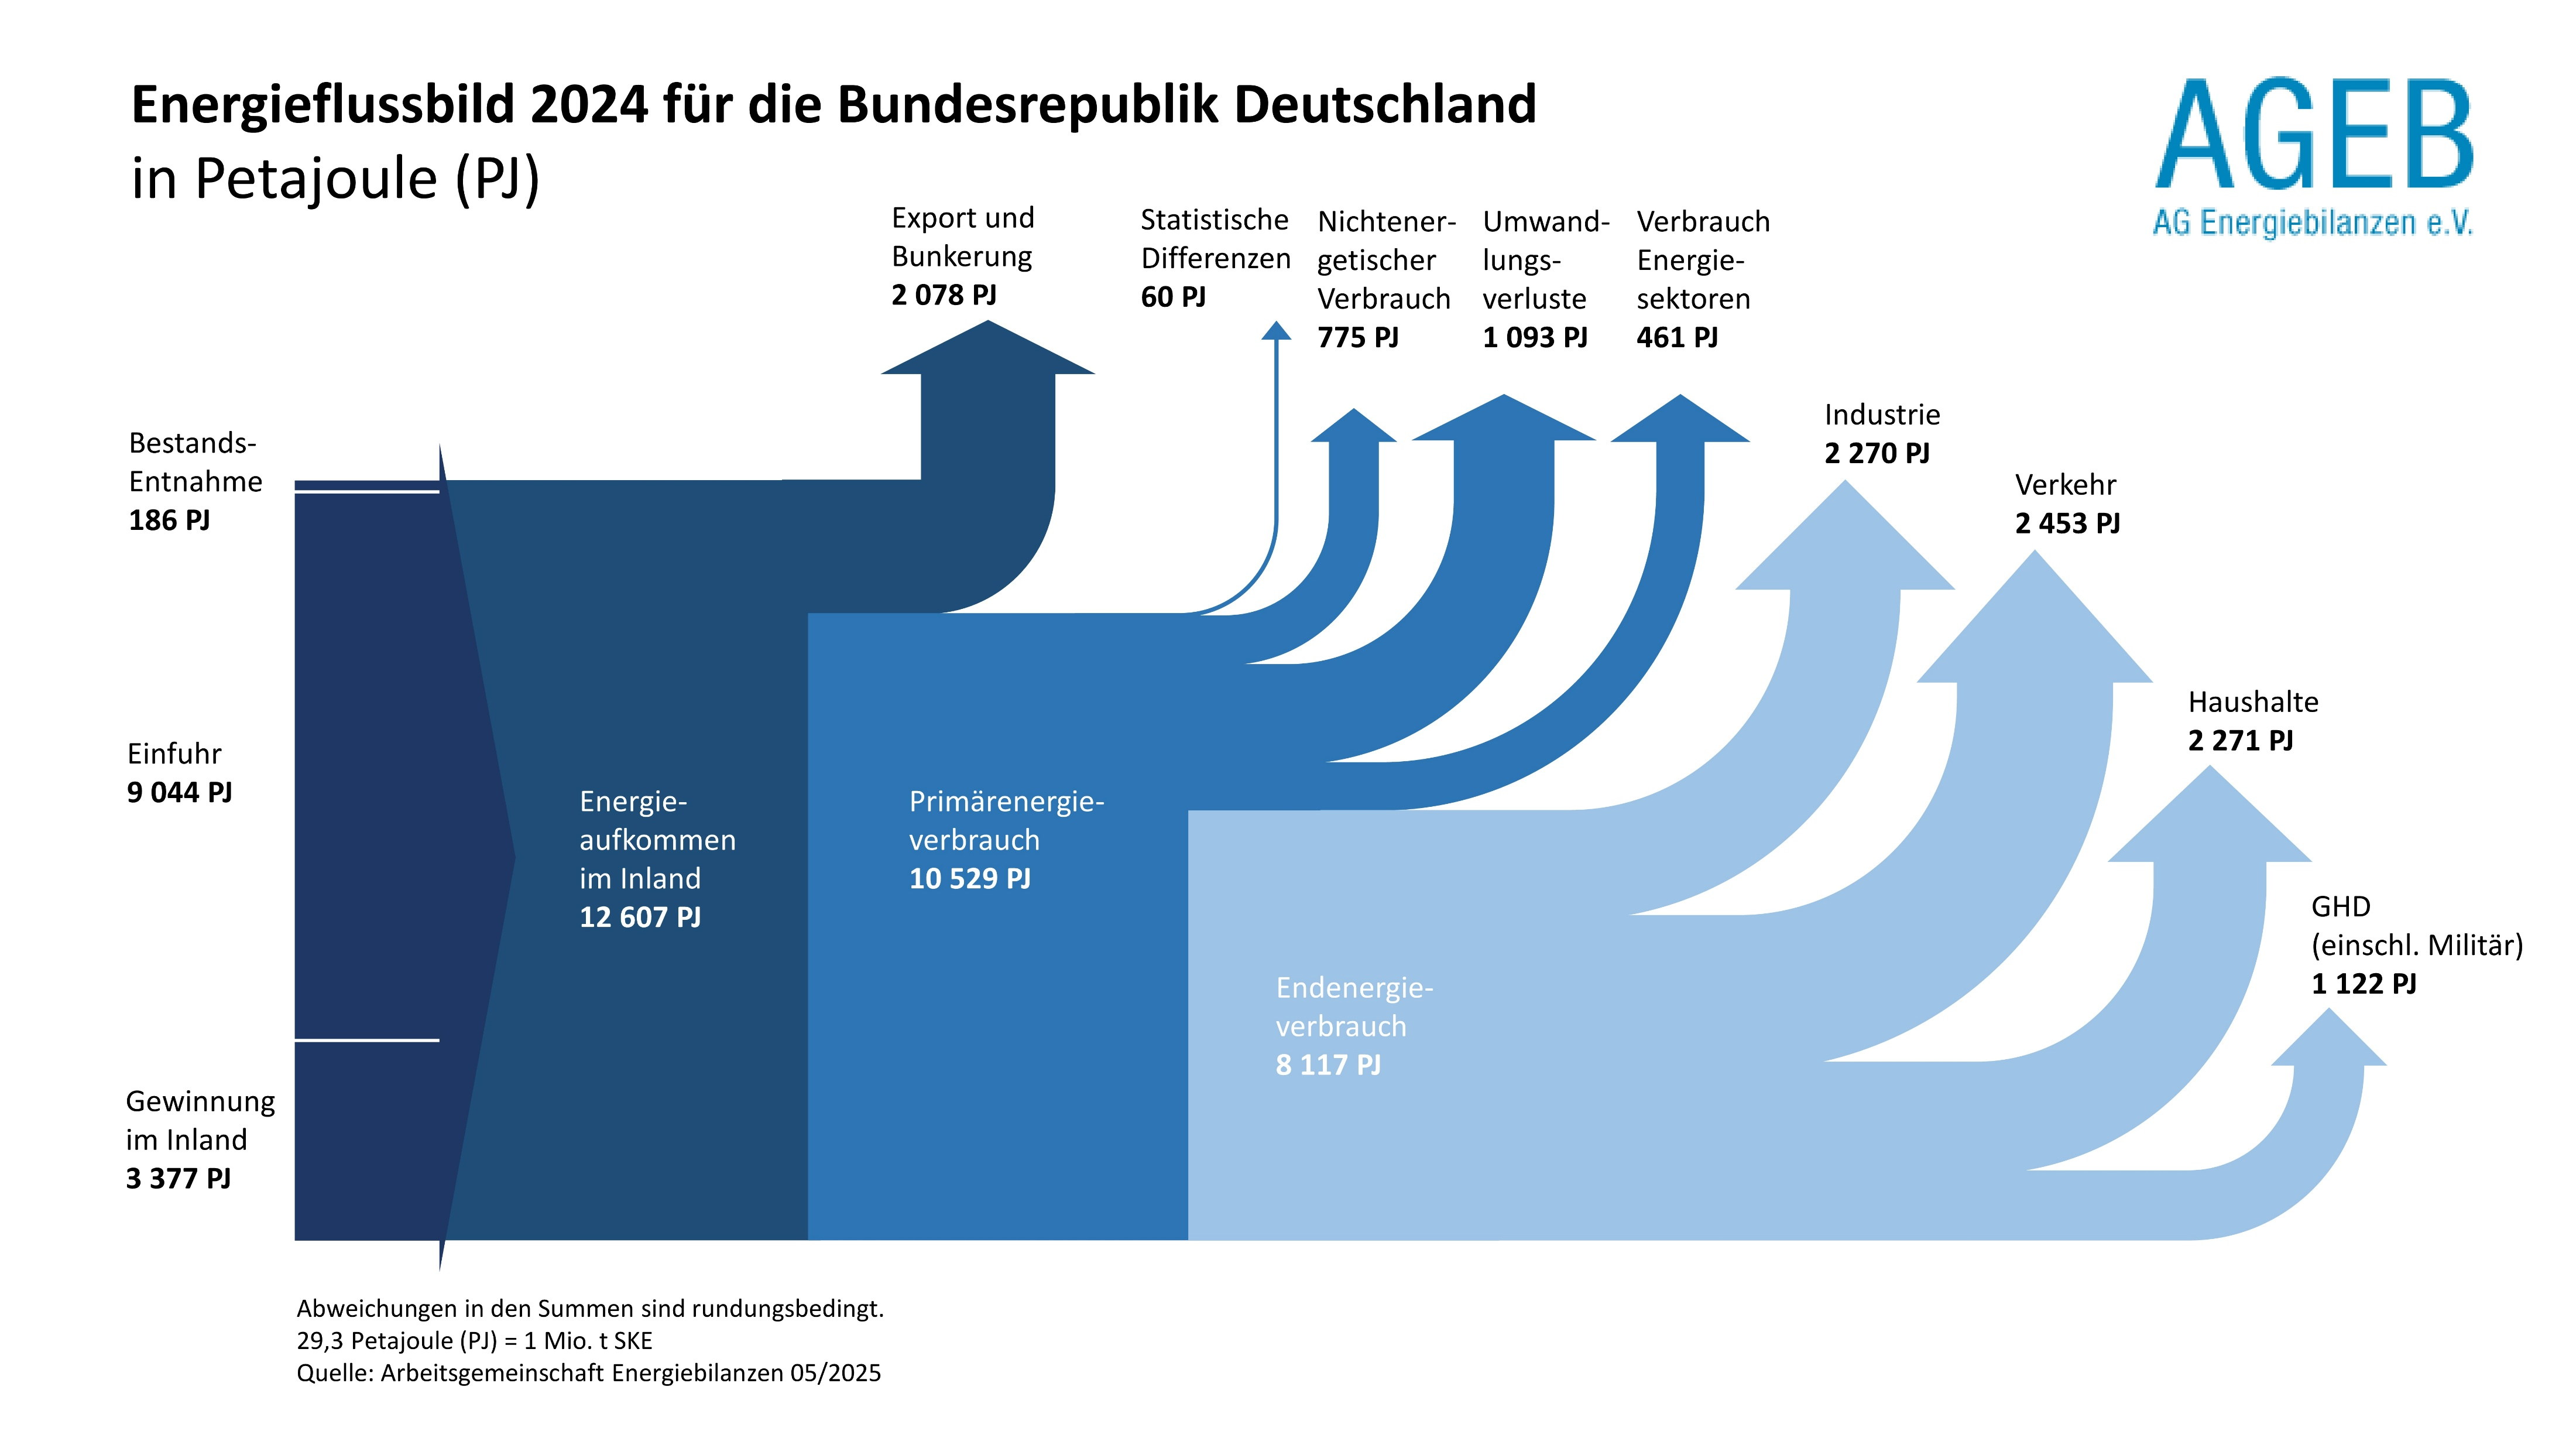 Energieflussbild 2024 für die Bundesrepublik Deutschland
in Petajoule (PJ)
AGEB
AG Energiebilanzen e.V.
Export und
Bunkerung
2 078 PJ
Statistische
Differenzen
60 PJ
Nichtener-
getischer
Verbrauch
775 PJ
Umwand-
lungs-
verluste
1 093 PJ
Verbrauch
Energie-
sektoren
461 PJ
Industrie
2 270 PJ
Verkehr
2 453 PJ
Haushalte
2 271 PJ
GHD
(einschl. Militär)
1 122 PJ
Bestands-
Entnahme
186 PJ
Einfuhr
9 044 PJ
Gewinnung
im Inland
3 377 PJ
Energie-
aufkommen
im Inland
12 607 PJ
Primärenergie-
verbrauch
10 529 PJ
Endenergie-
verbrauch
8 117 PJ
Abweichungen in den Summen sind rundungsbedingt.
29,3 Petajoule (PJ) = 1 Mio. t SKE
Quelle: Arbeitsgemeinschaft Energiebilanzen 05/2025